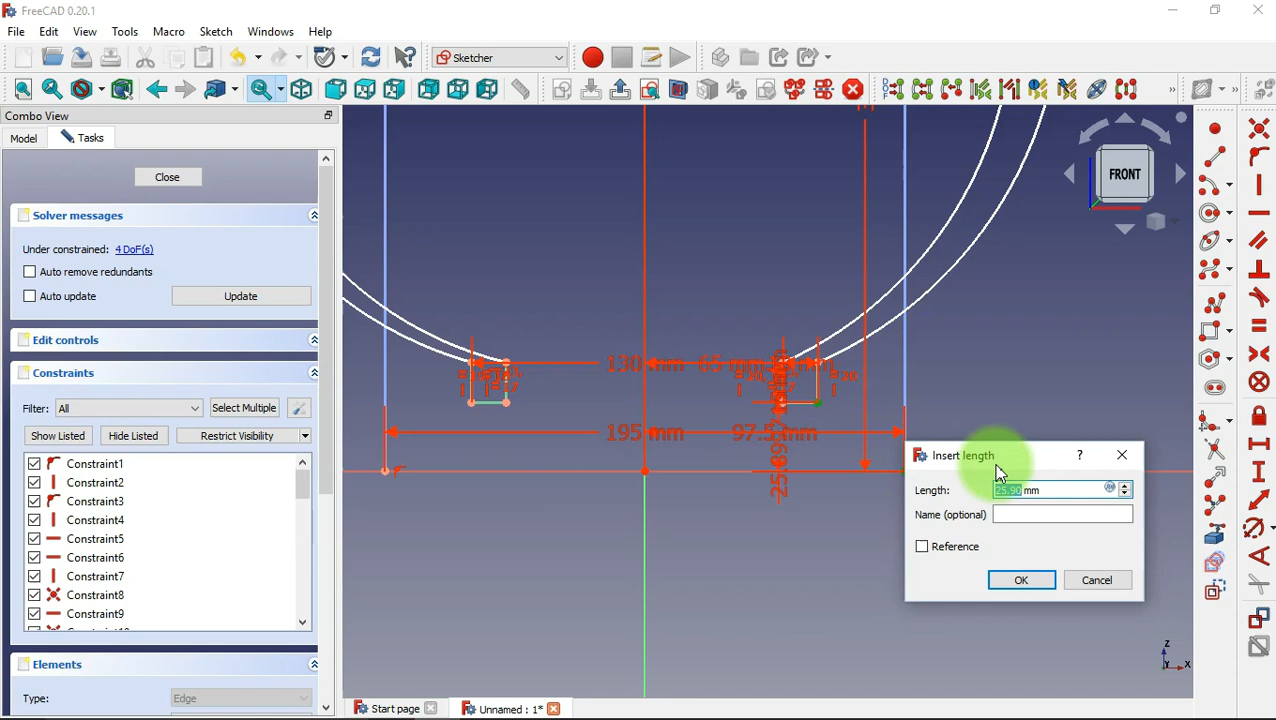 FreeCAD 0.20.1
File Edit View Tools Macro Sketch Windows Help
Sketcher
Combo View
Model Tasks
Close
Solver messages
Under constrained: 4 DoF(s)
Auto remove redundants
Auto update Update
Edit controls
Constraints
Filter: All Select Multiple
Show Listed Hide Listed Restrict Visibility
Constraint1
Constraint2
Constraint3
Constraint4
Constraint5
Constraint6
Constraint7
Constraint8
Constraint9
Elements
Type: Edge
FRONT
130 mm 65 mm
195 mm 97.5 mm
Insert length ?
Length: 25.90 mm
Name (optional)
Reference
OK Cancel
Z
Y X
Start page Unnamed : 1*